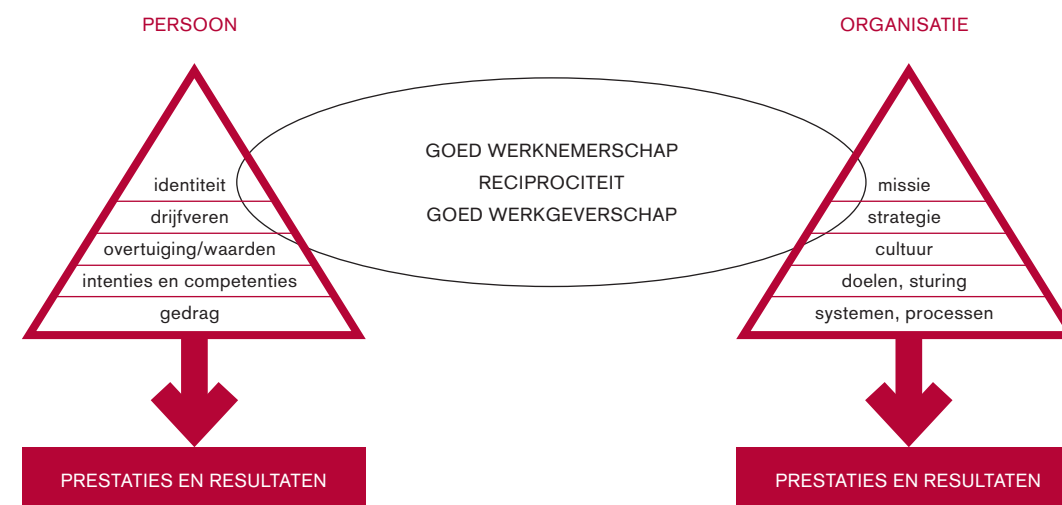 PERSOON
identiteit
drijfveren
overtuiging/waarden
intenties en competenties
gedrag
PRESTATIES EN RESULTATEN
GOED WERKNEMERSCHAP
RECIPROCITEIT
GOED WERKGEVERSCHAP
ORGANISATIE
missie
strategie
cultuur
doelen, sturing
systemen, processen
PRESTATIES EN RESULTATEN